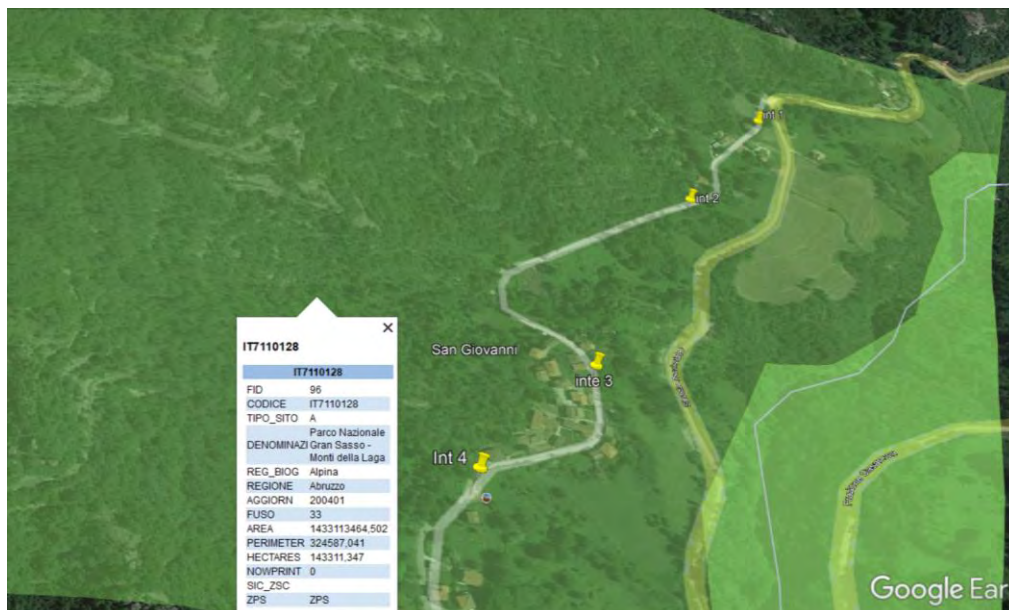 int 1
int 2
San Giovanni
inte 3
Int 4
IT7110128
IT7110128
FID 96
CODICE IT7110128
TIPO_SITO A
DENOMINAZI Parco Nazionale
Gran Sasso -
Monti della Laga
REG_BIOG Alpina
REGIONE Abruzzo
AGGIORN 200401
FUSO 33
AREA 1433113464,502
PERIMETER 324587,041
HECTARES 143311,347
NOWPRINT 0
SIC_ZSC
ZPS ZPS
Google Ear